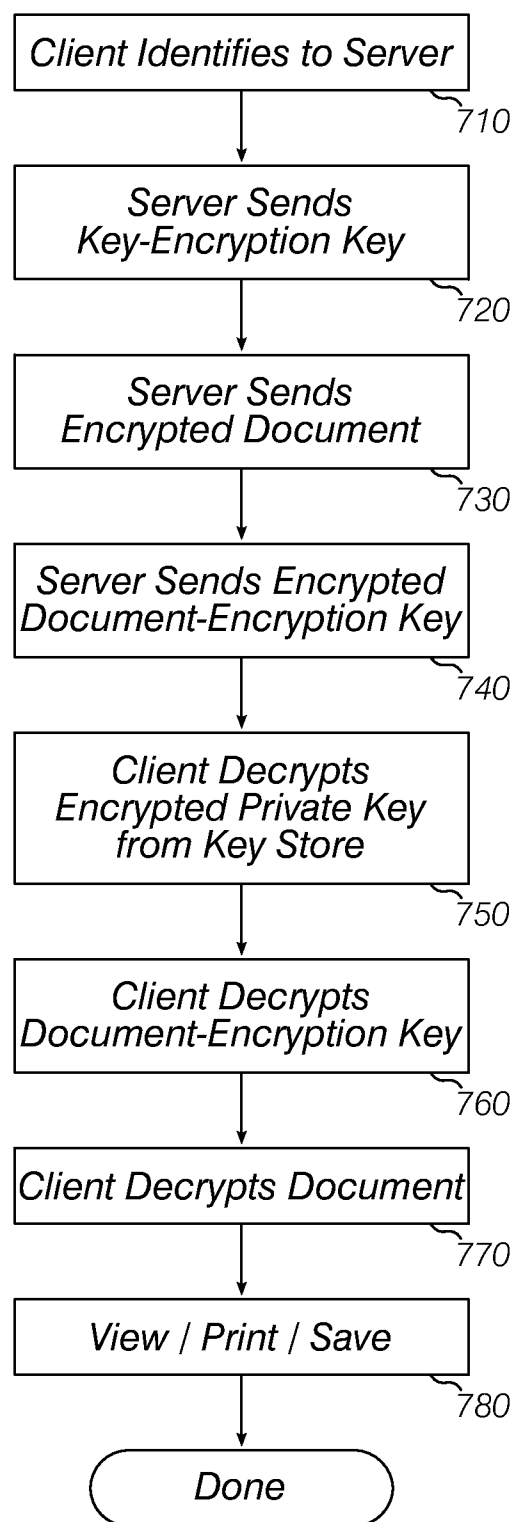 Client Identifies to Server
710
Server Sends
Key-Encryption Key
720
Server Sends
Encrypted Document
730
Server Sends Encrypted
Document-Encryption Key
740
Client Decrypts
Encrypted Private Key
from Key Store
750
Client Decrypts
Document-Encryption Key
760
Client Decrypts Document
770
View / Print / Save
780
Done